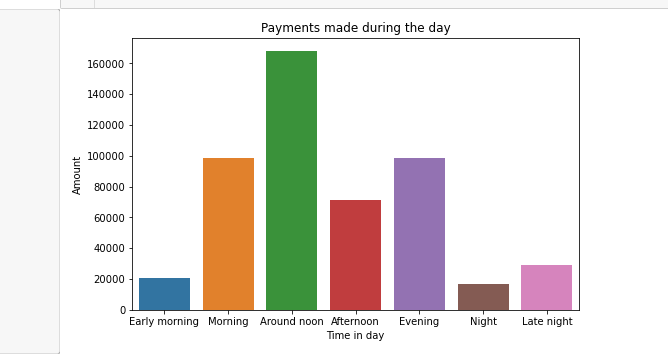 Payments made during the day
160000
140000
120000
100000
80000
60000
40000
20000
0
Amount
Early morning Morning Around noon Afternoon Evening Night Late night
Time in day